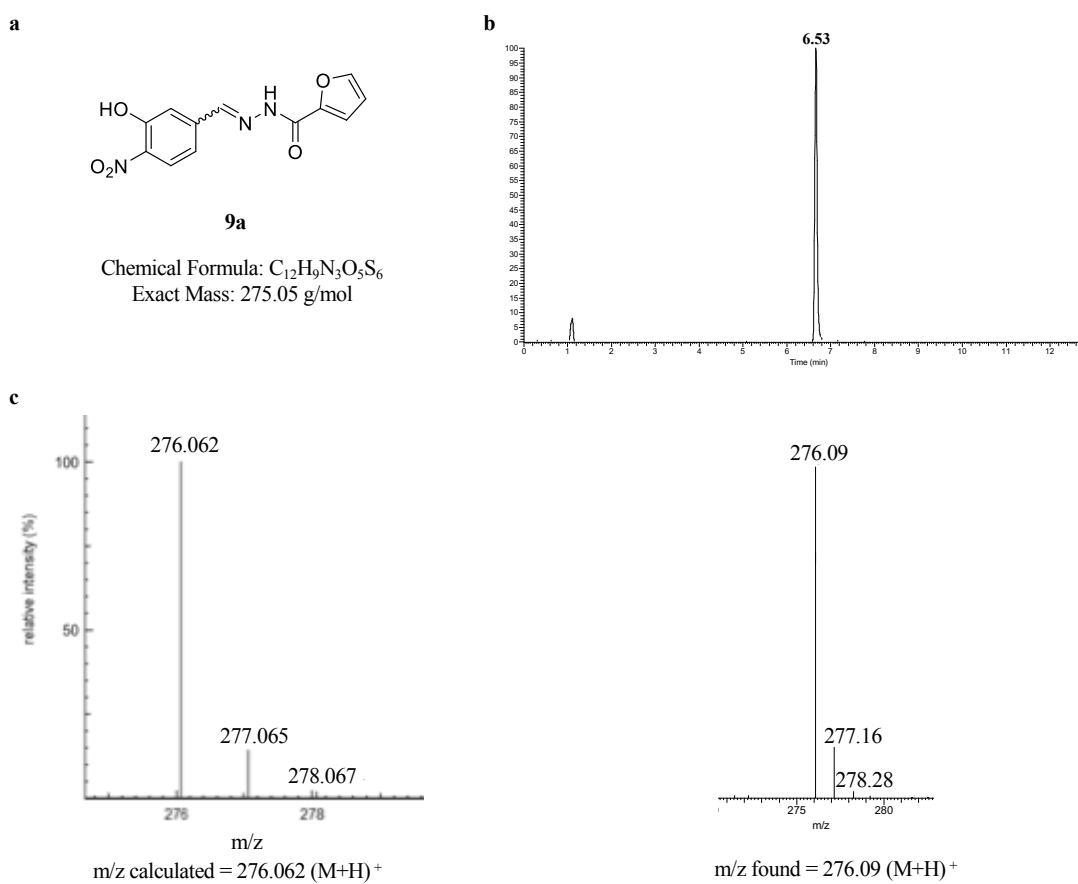 a
HO
O₂N
N
H
N
O
O
9a
Chemical Formula: C₁₂H₉N₃O₅S₆
Exact Mass: 275.05 g/mol
b
6.53
100
95
90
85
80
75
70
65
60
55
50
45
40
35
30
25
20
15
10
5
0
0 1 2 3 4 5 6 7 8 9 10 11 12
Time (min)
c
relative intensity (%)
100
50
276.062
277.065
278.067
276 278
m/z
m/z calculated = 276.062 (M+H)⁺
276.09
277.16
278.28
275 280
m/z
m/z found = 276.09 (M+H)⁺